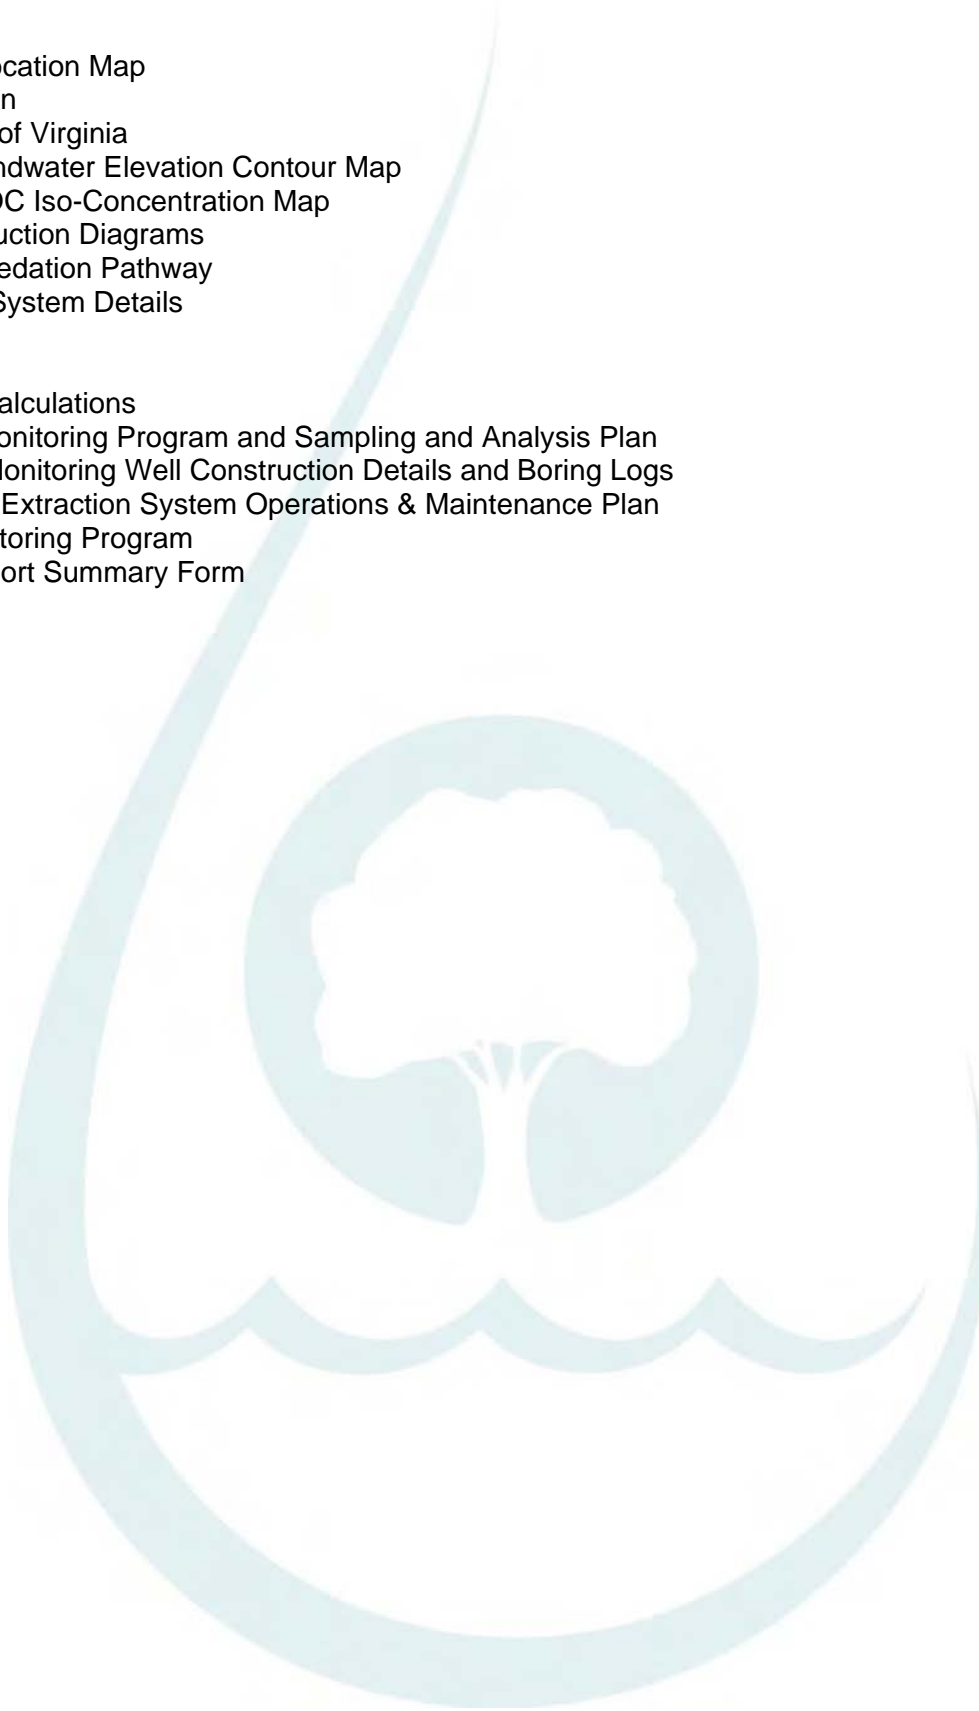 ocation Map
n
of Virginia
ndwater Elevation Contour Map
OC Iso-Concentration Map
uction Diagrams
edation Pathway
System Details
alculations
onitoring Program and Sampling and Analysis Plan
Monitoring Well Construction Details and Boring Logs
Extraction System Operations & Maintenance Plan
toring Program
ort Summary Form